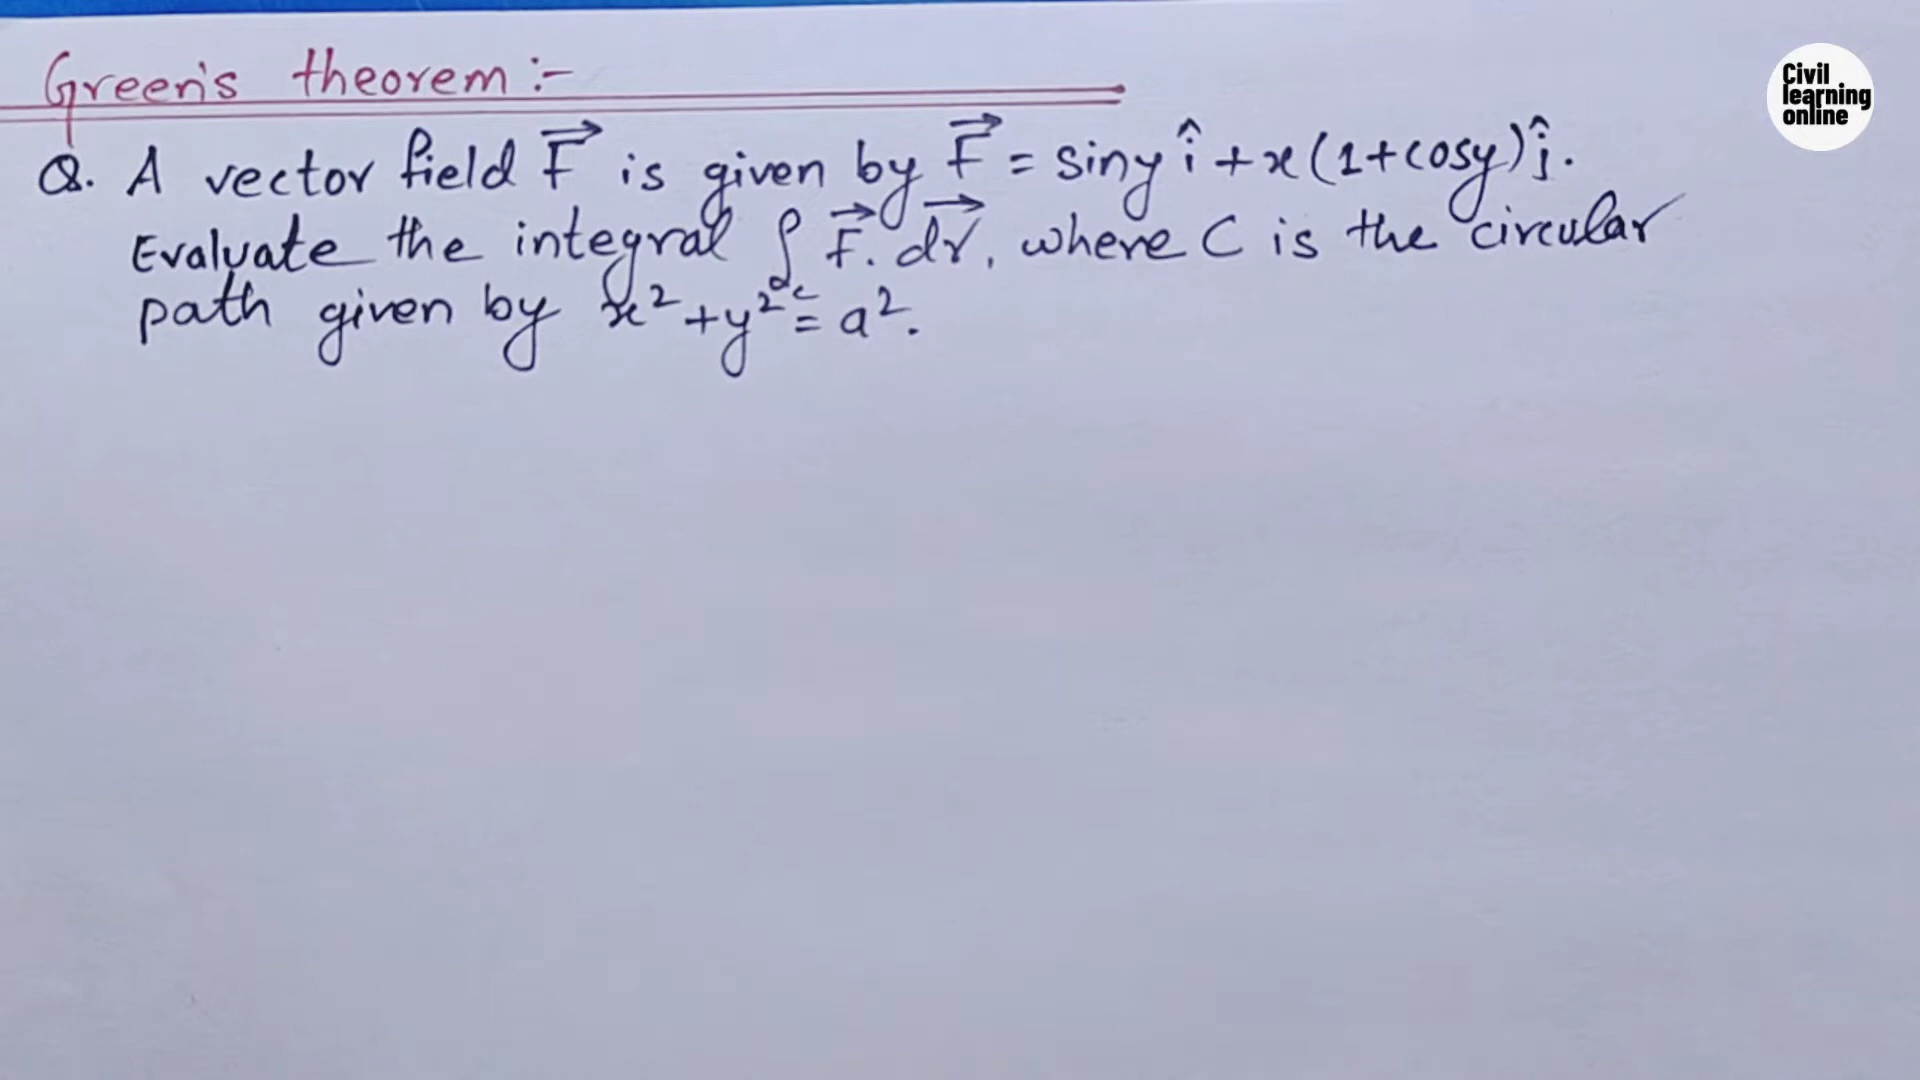 Green's theorem :-
Q. A vector field F⃗ is given by F⃗ = siny î + x(1+cosy)ĵ.
Evaluate the integral ∫c F⃗. dr⃗, where C is the circular
path given by x² + y² = a².
Civil
learning
online